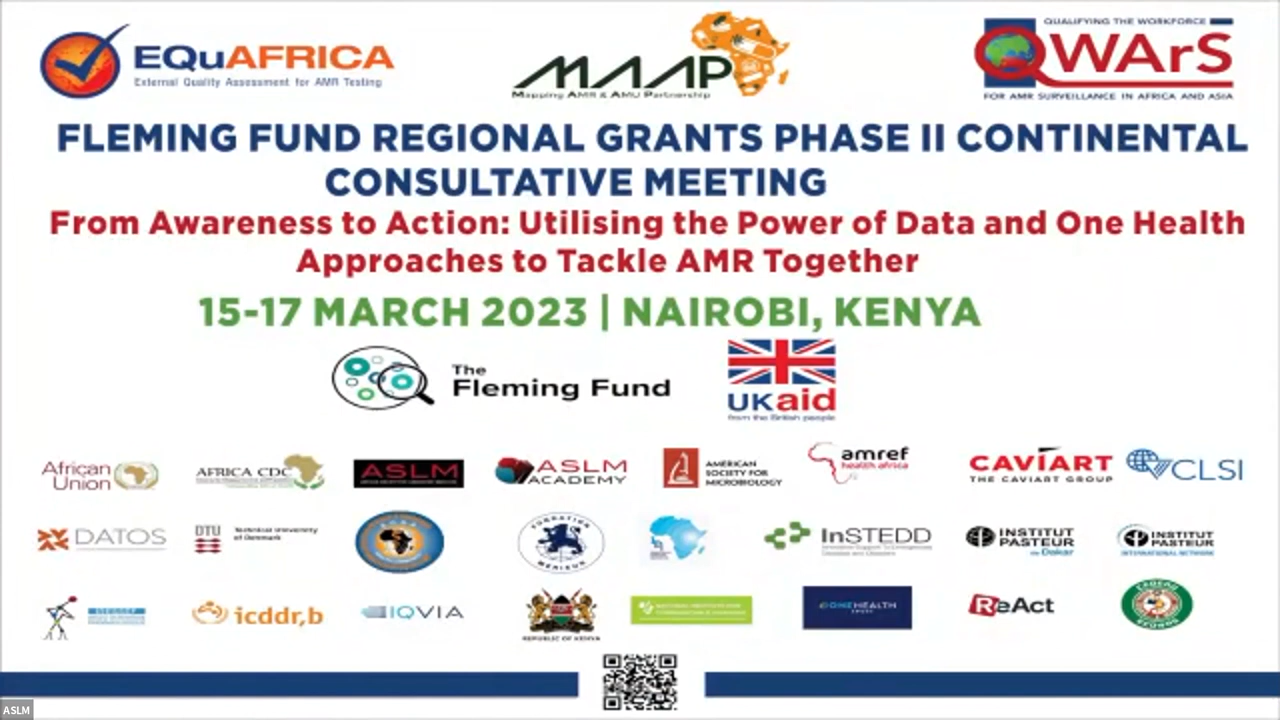 EQuAFRICA
External Quality Assessment for AMR Testing
MAAP
Mapping AMR & AMU Partnership
QUALIFYING THE WORKFORCE
QWArS
FOR AMR SURVEILLANCE IN AFRICA AND ASIA
FLEMING FUND REGIONAL GRANTS PHASE II CONTINENTAL
CONSULTATIVE MEETING
From Awareness to Action: Utilising the Power of Data and One Health
Approaches to Tackle AMR Together
15-17 MARCH 2023 | NAIROBI, KENYA
The
Fleming Fund
UKaid
from the British people
African
Union
AFRICA CDC
ASLM
ASLM
ACADEMY
AMERICAN
SOCIETY FOR
MICROBIOLOGY
amref
health africa
CAVIART
THE CAVIART GROUP
CLSI
DATOS
DTU
Technical University
of Denmark
FONDATION
MÉRIEUX
InSTEDD
INSTITUT
PASTEUR
de Dakar
INSTITUT
PASTEUR
INTERNATIONAL NETWORK
icddr,b
IQVIA
REPUBLIC OF KENYA
ONEHEALTH
TRUST
ReAct
ASLM